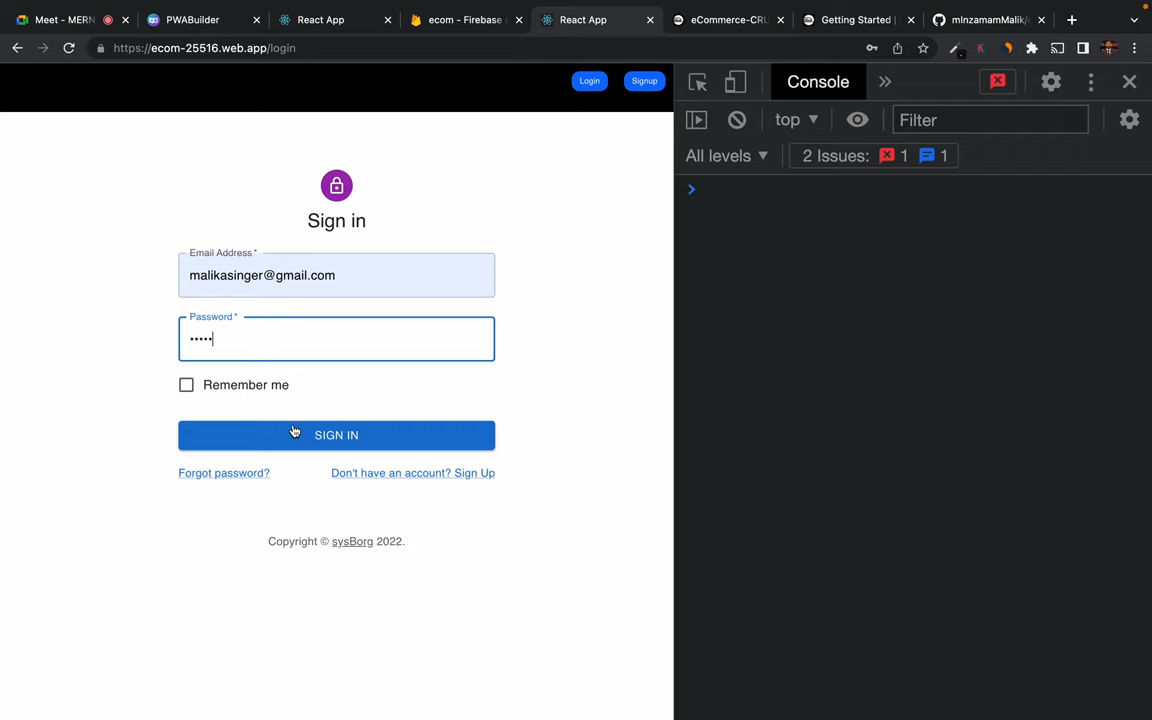 Meet - MERN
PWABuilder
React App
ecom - Firebase
React App
eCommerce-CRU
Getting Started |
mInzamamMalik/
https://ecom-25516.web.app/login
Login
Signup
Console
top
Filter
All levels
2 Issues: 1 1
Sign in
Email Address *
malikasinger@gmail.com
Password *
•••••
Remember me
SIGN IN
Forgot password?
Don't have an account? Sign Up
Copyright © sysBorg 2022.